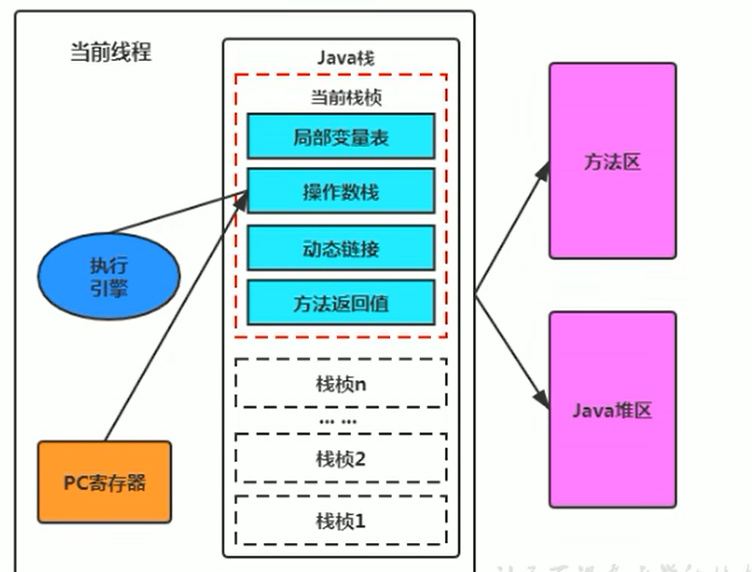 当前线程
Java栈
当前栈桢
局部变量表
操作数栈
动态链接
方法返回值
栈桢n
... ...
栈桢2
栈桢1
执行
引擎
PC寄存器
方法区
Java堆区